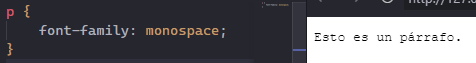 p {
    font-family: monospace;
}
Esto es un párrafo.